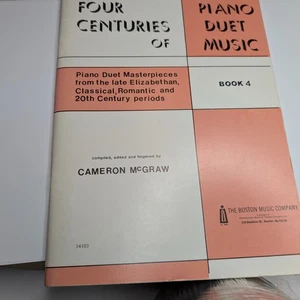 FOUR
CENTURIES
OF
PIANO
DUET
MUSIC
Piano Duet Masterpieces
from the late Elizabethan,
Classical, Romantic and
20th Century periods
BOOK 4
compiled, edited and fingered by
CAMERON McGRAW
THE BOSTON MUSIC COMPANY
14103